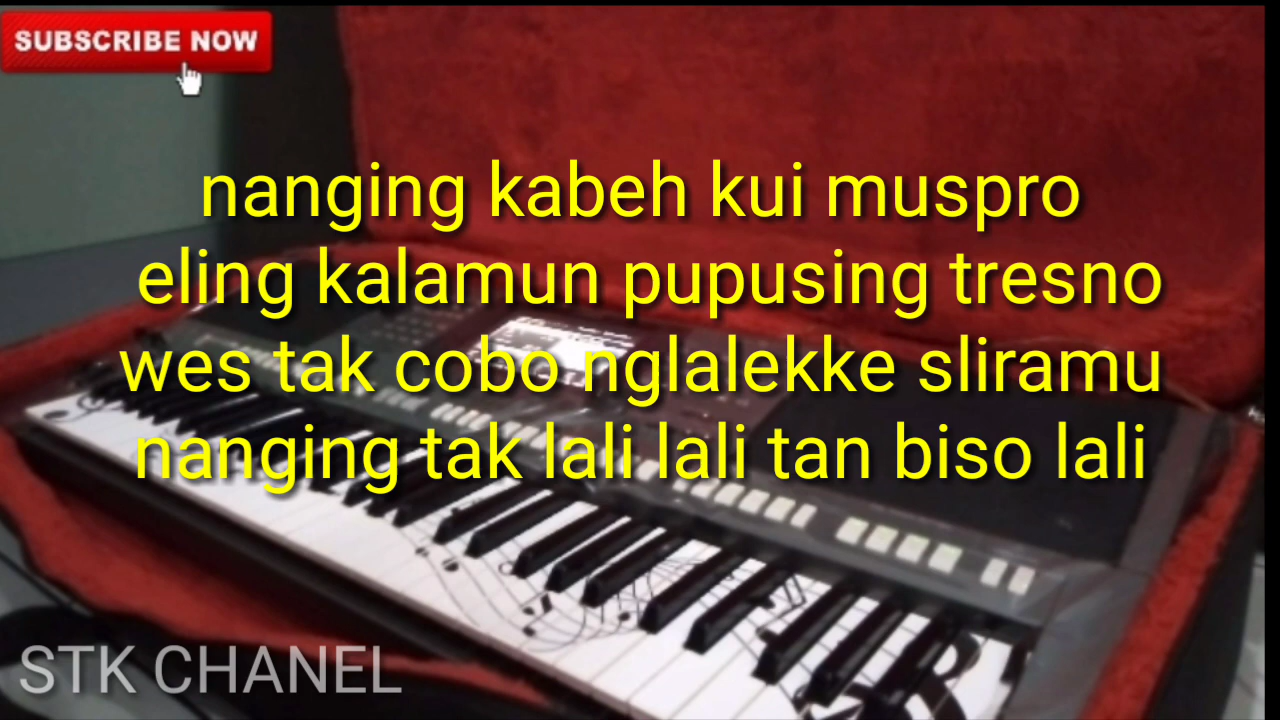 SUBSCRIBE NOW
nanging kabeh kui muspro
eling kalamun pupusing tresno
wes tak cobo nglalekke sliramu
nanging tak lali lali tan biso lali
STK CHANEL